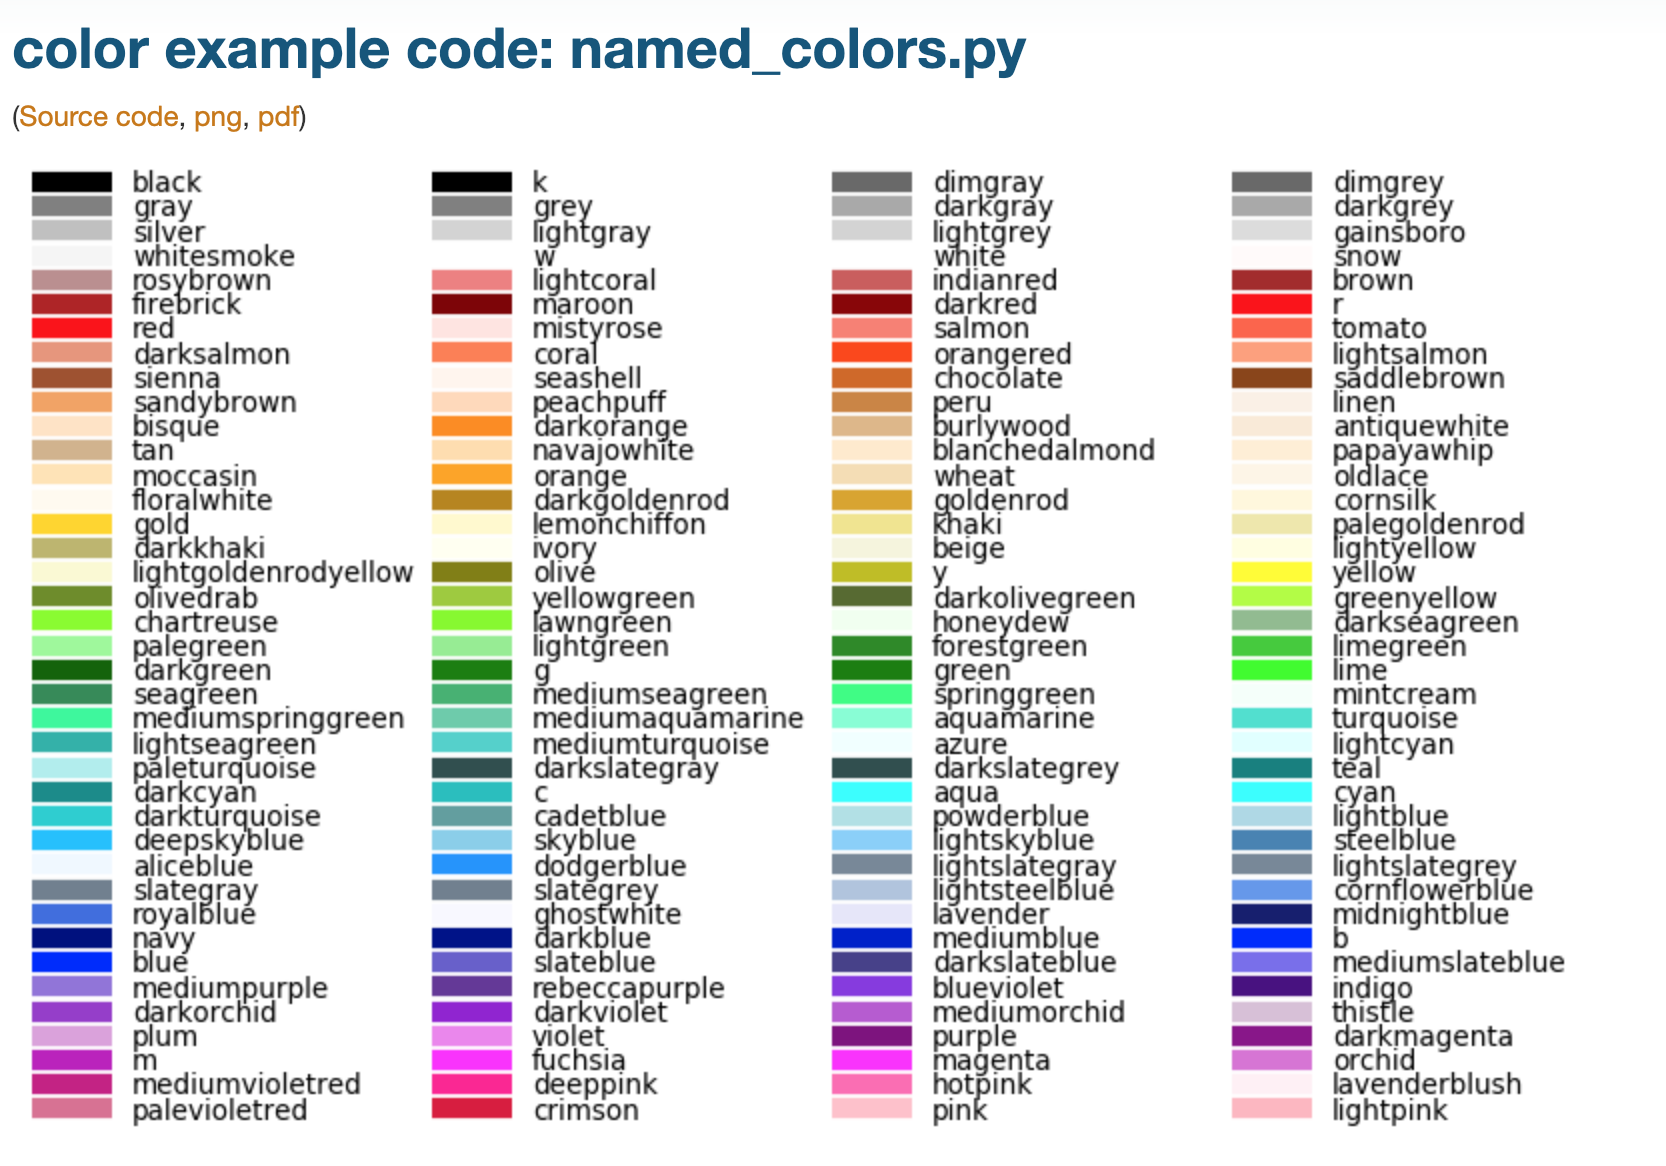 color example code: named_colors.py
(Source code, png, pdf)
black k dimgray dimgrey
gray grey darkgray darkgrey
silver lightgray lightgrey gainsboro
whitesmoke w white snow
rosybrown lightcoral indianred brown
firebrick maroon darkred r
red mistyrose salmon tomato
darksalmon coral orangered lightsalmon
sienna seashell chocolate saddlebrown
sandybrown peachpuff peru linen
bisque darkorange burlywood antiquewhite
tan navajowhite blanchedalmond papayawhip
moccasin orange wheat oldlace
floralwhite darkgoldenrod goldenrod cornsilk
gold lemonchiffon khaki palegoldenrod
darkkhaki ivory beige lightyellow
lightgoldenrodyellow olive y yellow
olivedrab yellowgreen darkolivegreen greenyellow
chartreuse lawngreen honeydew darkseagreen
palegreen lightgreen forestgreen limegreen
darkgreen g green lime
seagreen mediumseagreen springgreen mintcream
mediumspringgreen mediumaquamarine aquamarine turquoise
lightseagreen mediumturquoise azure lightcyan
paleturquoise darkslategray darkslategrey teal
darkcyan c aqua cyan
darkturquoise cadetblue powderblue lightblue
deepskyblue skyblue lightskyblue steelblue
aliceblue dodgerblue lightslategray lightslategrey
slategray slategrey lightsteelblue cornflowerblue
royalblue ghostwhite lavender midnightblue
navy darkblue mediumblue b
blue slateblue darkslateblue mediumslateblue
mediumpurple rebeccapurple blueviolet indigo
darkorchid darkviolet mediumorchid thistle
plum violet purple darkmagenta
m fuchsia magenta orchid
mediumvioletred deeppink hotpink lavenderblush
palevioletred crimson pink lightpink